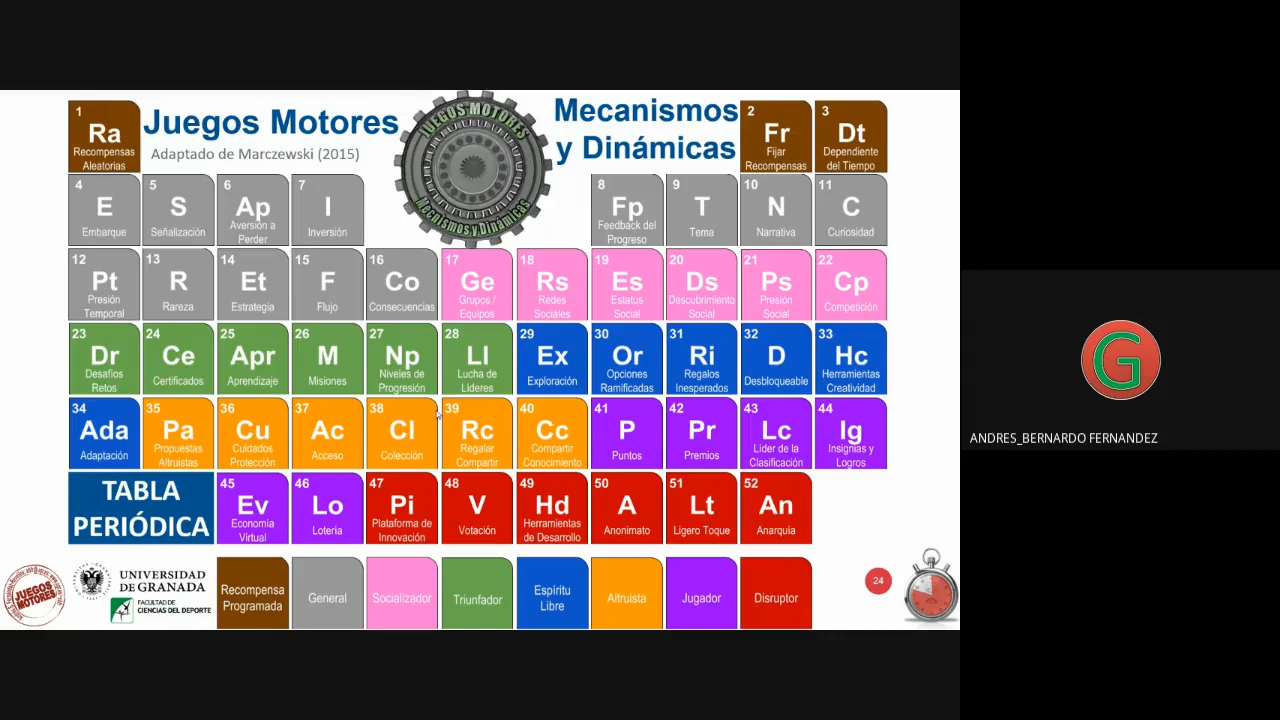 1
Ra
Recompensas
Aleatorias
Juegos Motores
Adaptado de Marczewski (2015)
JUEGOS MOTORES
Mecanismos
y Dinámicas
2
Fr
Fijar
Recompensas
3
Dt
Dependiente
del Tiempo
4
E
Embarque
5
S
Señalización
6
Ap
Aversión a
Perder
7
I
Inversión
8
Fp
Feedback del
Progreso
9
T
Tema
10
N
Narrativa
11
C
Curiosidad
12
Pt
Presión
Temporal
13
R
Rareza
14
Et
Estrategia
15
F
Flujo
16
Co
Consecuencias
17
Ge
Grupos /
Equipos
18
Rs
Redes
Sociales
19
Es
Estatus
Social
20
Ds
Descubrimiento
Social
21
Ps
Presión
Social
22
Cp
Competición
23
Dr
Desafíos
Retos
24
Ce
Certificados
25
Apr
Aprendizaje
26
M
Misiones
27
Np
Niveles de
Progresión
28
Ll
Lucha de
Líderes
29
Ex
Exploración
30
Or
Opciones
Ramificadas
31
Ri
Regalos
Inesperados
32
D
Desbloqueable
33
Hc
Herramientas
Creatividad
34
Ada
Adaptación
35
Pa
Propuestas
Altruistas
36
Cu
Cuidados
Protección
37
Ac
Acceso
38
Cl
Colección
39
Rc
Regalar
Compartir
40
Cc
Compartir
Conocimiento
41
P
Puntos
42
Pr
Premios
43
Lc
Líder de la
Clasificación
44
Ig
Insignias y
Logros
TABLA
PERIÓDICA
45
Ev
Economía
Virtual
46
Lo
Lotería
47
Pi
Plataforma de
Innovación
48
V
Votación
49
Hd
Herramientas
de Desarrollo
50
A
Anonimato
51
Lt
Ligero Toque
52
An
Anarquía
JUEGOS
MOTORES
UNIVERSIDAD
DE GRANADA
FACULTAD DE
CIENCIAS DEL DEPORTE
Recompensa
Programada
General
Socializador
Triunfador
Espíritu
Libre
Altruista
Jugador
Disruptor
24
G
ANDRES_BERNARDO FERNANDEZ